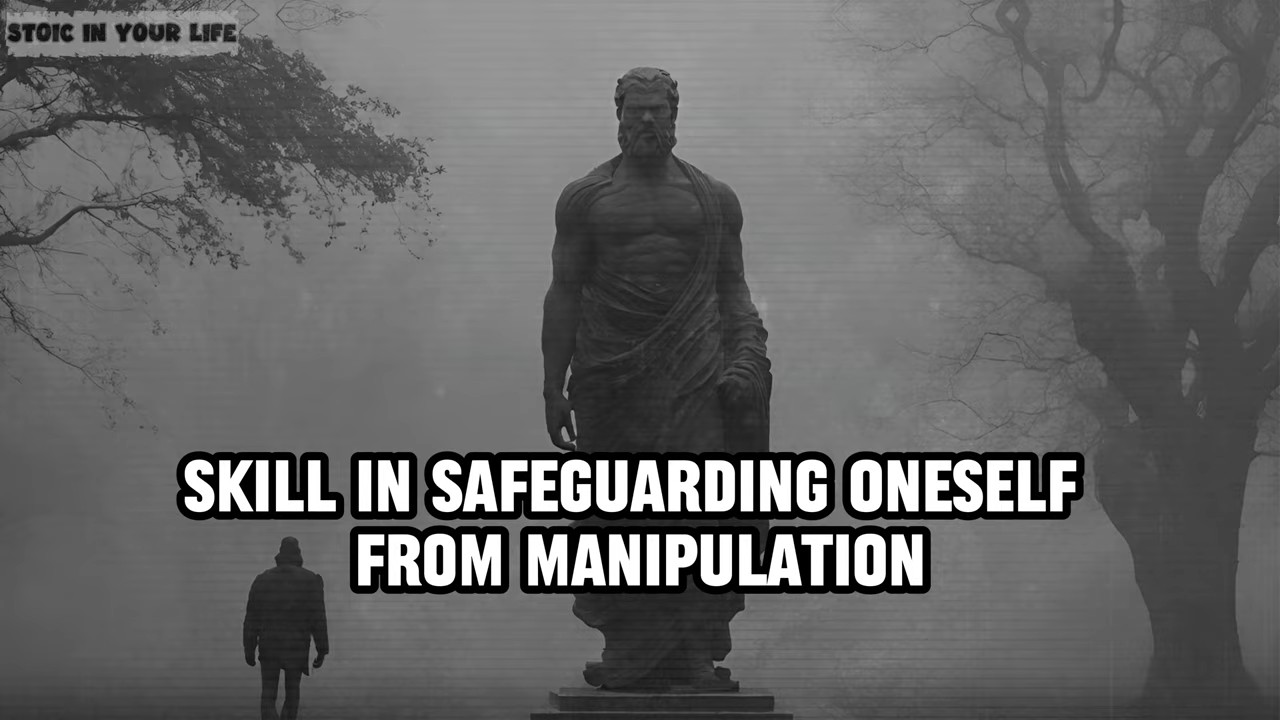 STOIC IN YOUR LIFE
SKILL IN SAFEGUARDING ONESELF
FROM MANIPULATION